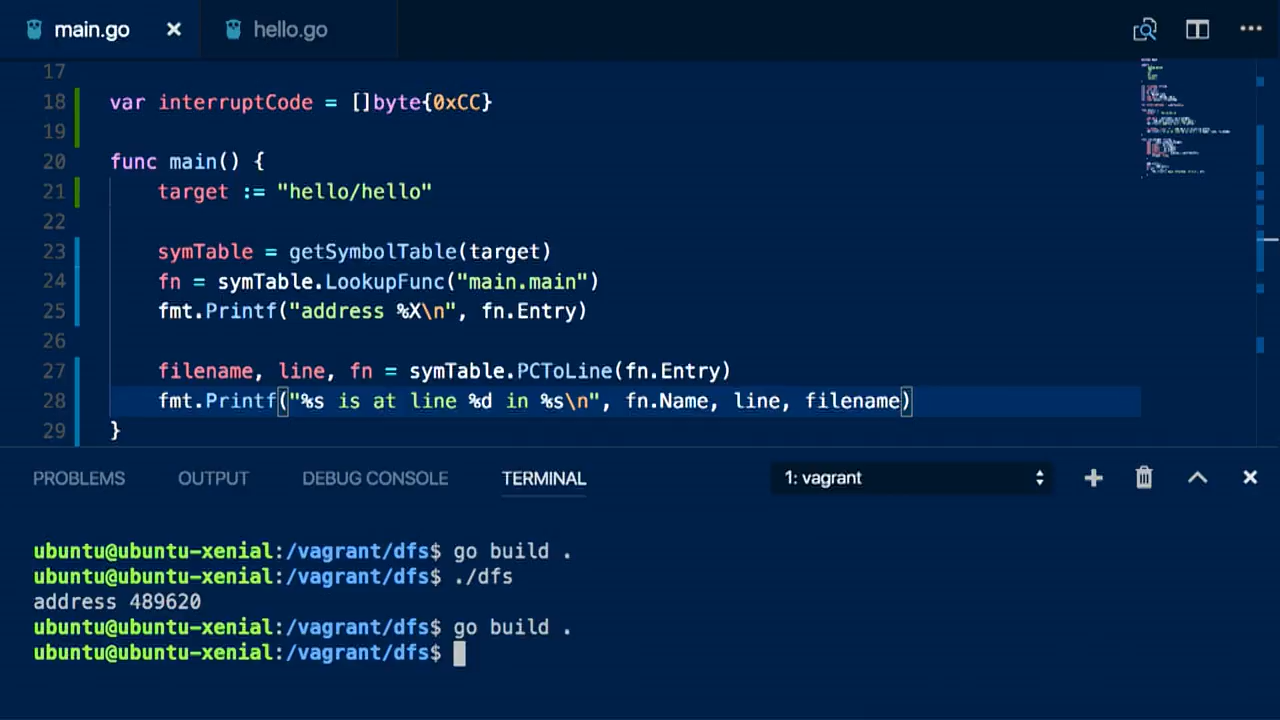 main.go
hello.go
17
18 var interruptCode = []byte{0xCC}
19
20 func main() {
21 target := "hello/hello"
22
23 symTable = getSymbolTable(target)
24 fn = symTable.LookupFunc("main.main")
25 fmt.Printf("address %X\n", fn.Entry)
26
27 filename, line, fn = symTable.PCToLine(fn.Entry)
28 fmt.Printf("%s is at line %d in %s\n", fn.Name, line, filename)
29 }
PROBLEMS OUTPUT DEBUG CONSOLE TERMINAL 1: vagrant
ubuntu@ubuntu-xenial:/vagrant/dfs$ go build .
ubuntu@ubuntu-xenial:/vagrant/dfs$ ./dfs
address 489620
ubuntu@ubuntu-xenial:/vagrant/dfs$ go build .
ubuntu@ubuntu-xenial:/vagrant/dfs$